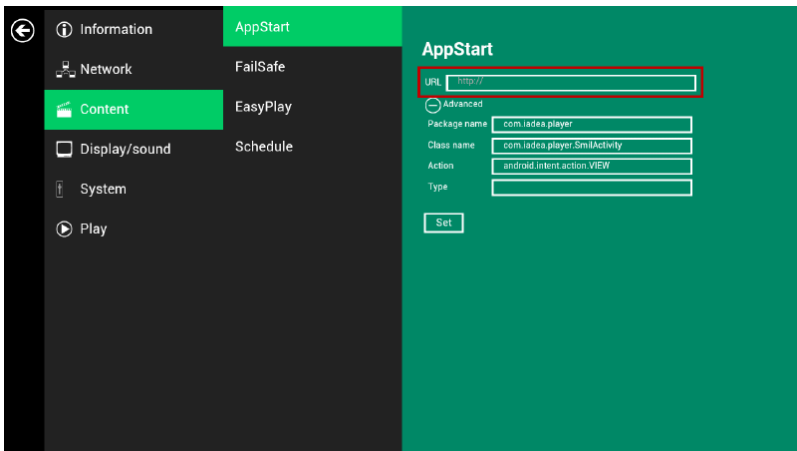 Information
Network
Content
Display/sound
System
Play
AppStart
FailSafe
EasyPlay
Schedule
AppStart
URL http://
Advanced
Package name com.iadea.player
Class name com.iadea.player.SmilActivity
Action android.intent.action.VIEW
Type
Set